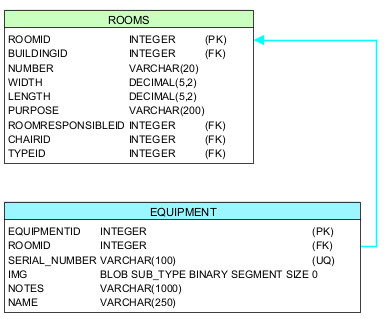 ROOMS
ROOMID INTEGER (PK)
BUILDINGID INTEGER (FK)
NUMBER VARCHAR(20)
WIDTH DECIMAL(5,2)
LENGTH DECIMAL(5,2)
PURPOSE VARCHAR(200)
ROOMRESPONSIBLEID INTEGER (FK)
CHAIRID INTEGER (FK)
TYPEID INTEGER (FK)
EQUIPMENT
EQUIPMENTID INTEGER (PK)
ROOMID INTEGER (FK)
SERIAL_NUMBER VARCHAR(100) (UQ)
IMG BLOB SUB_TYPE BINARY SEGMENT SIZE 0
NOTES VARCHAR(1000)
NAME VARCHAR(250)